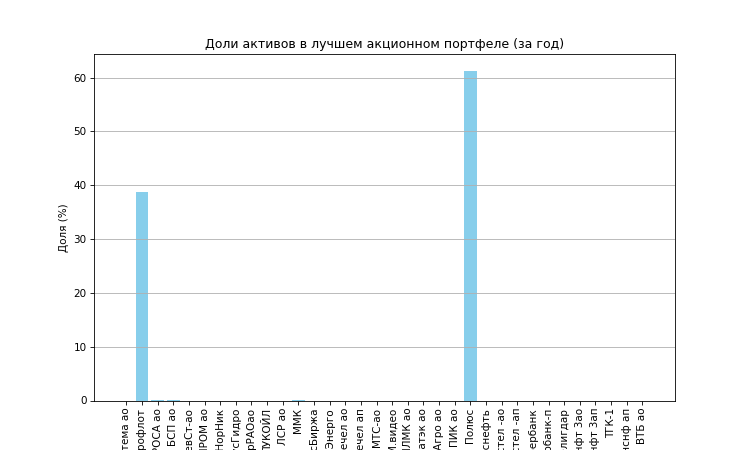 Доли активов в лучшем акционном портфеле (за год)
Доля (%)
60
50
40
30
20
10
0
тема ао
рофлот
РОСА ао
БСП ао
евСт-ао
ПРОМ ао
НорНик
сГидро
рРАОао
ЛУКОЙЛ
ЛСР ао
ММК
сБиржа
Энерго
ечел ао
ечел ап
МТС-ао
М.видео
ЛМК ао
атэк ао
Агро ао
ПИК ао
Полюс
снефть
стел -ао
стел -ап
ербанк
рбанк-п
лигдар
нфт 3ао
нфт 3ап
ТГК-1
нснф ап
ВТБ ао